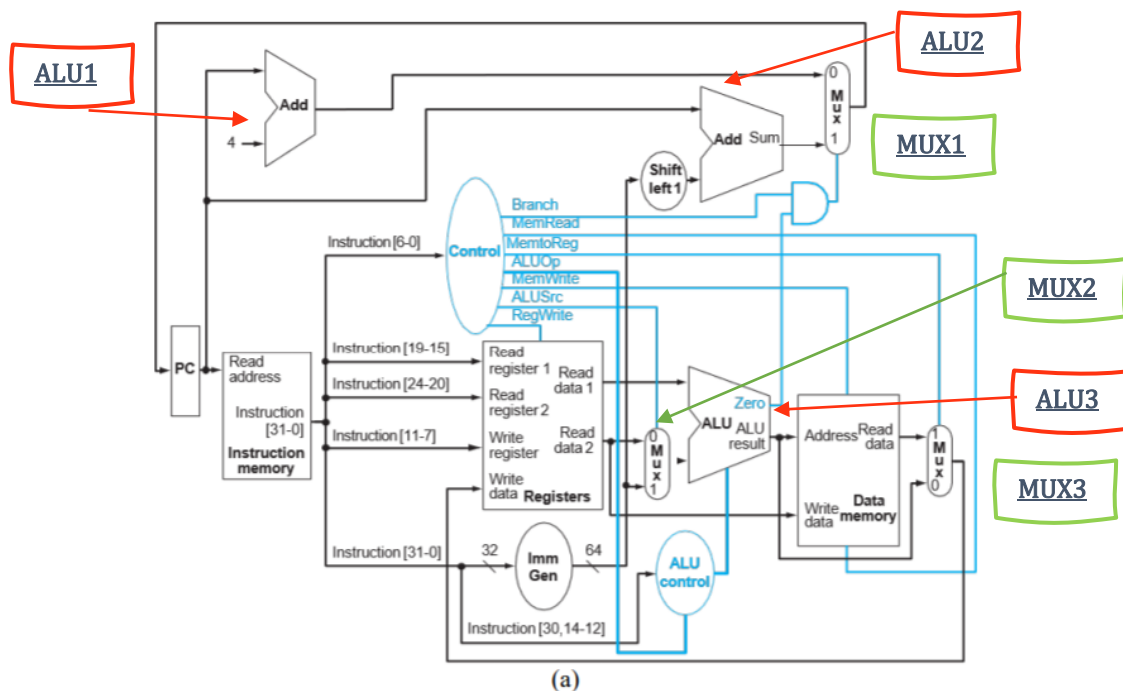 ALU1
ALU2
MUX1
MUX2
ALU3
MUX3
Add
4
Add Sum
0
Mux
1
Shift
left 1
Branch
MemRead
MemtoReg
ALUOp
MemWrite
ALUSrc
RegWrite
Control
Instruction [6-0]
PC
Read
address
Instruction
[31-0]
Instruction
memory
Instruction [19-15]
Instruction [24-20]
Instruction [11-7]
Instruction [31-0]
Instruction [30,14-12]
Read
register 1
Read
data 1
Read
register 2
Write
register
Read
data 2
Write
data
Registers
32
Imm
Gen
64
0
Mux
1
Zero
ALU
ALU
result
ALU
control
Address
Read
data
Write
data
Data
memory
1
Mux
0
(a)